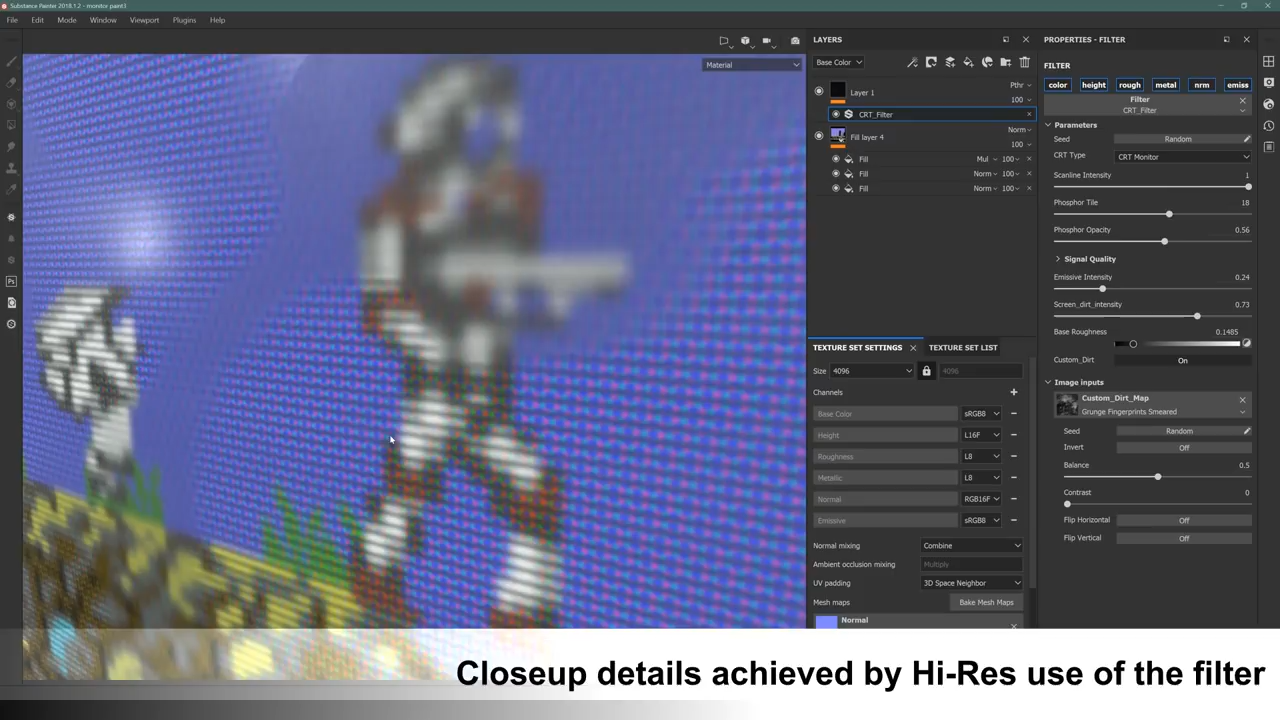 Substance Painter 2018.1.2 - monitor paint3
File Edit Mode Window Viewport Plugins Help
Material
LAYERS
Base Color
Layer 1
Pthr
100
CRT_Filter
Fill layer 4
Norm
100
Fill Mul 100
Fill Norm 100
Fill Norm 100
TEXTURE SET SETTINGS
TEXTURE SET LIST
Size 4096 4096
Channels
Base Color sRGB8
Height L16F
Roughness L8
Metallic L8
Normal RGB16F
Emissive sRGB8
Normal mixing Combine
Ambient occlusion mixing Multiply
UV padding 3D Space Neighbor
Mesh maps Bake Mesh Maps
Normal
PROPERTIES - FILTER
FILTER
color height rough metal nrm emiss
Filter
CRT_Filter
Parameters
Seed Random
CRT Type CRT Monitor
Scanline Intensity 1
Phosphor Tile 18
Phosphor Opacity 0.56
Signal Quality
Emissive Intensity 0.24
Screen_dirt_intensity 0.73
Base Roughness 0.1485
Custom_Dirt On
Image inputs
Custom_Dirt_Map
Grunge Fingerprints Smeared
Seed Random
Invert Off
Balance 0.5
Contrast 0
Flip Horizontal Off
Flip Vertical Off
Ps
Closeup details achieved by Hi-Res use of the filter